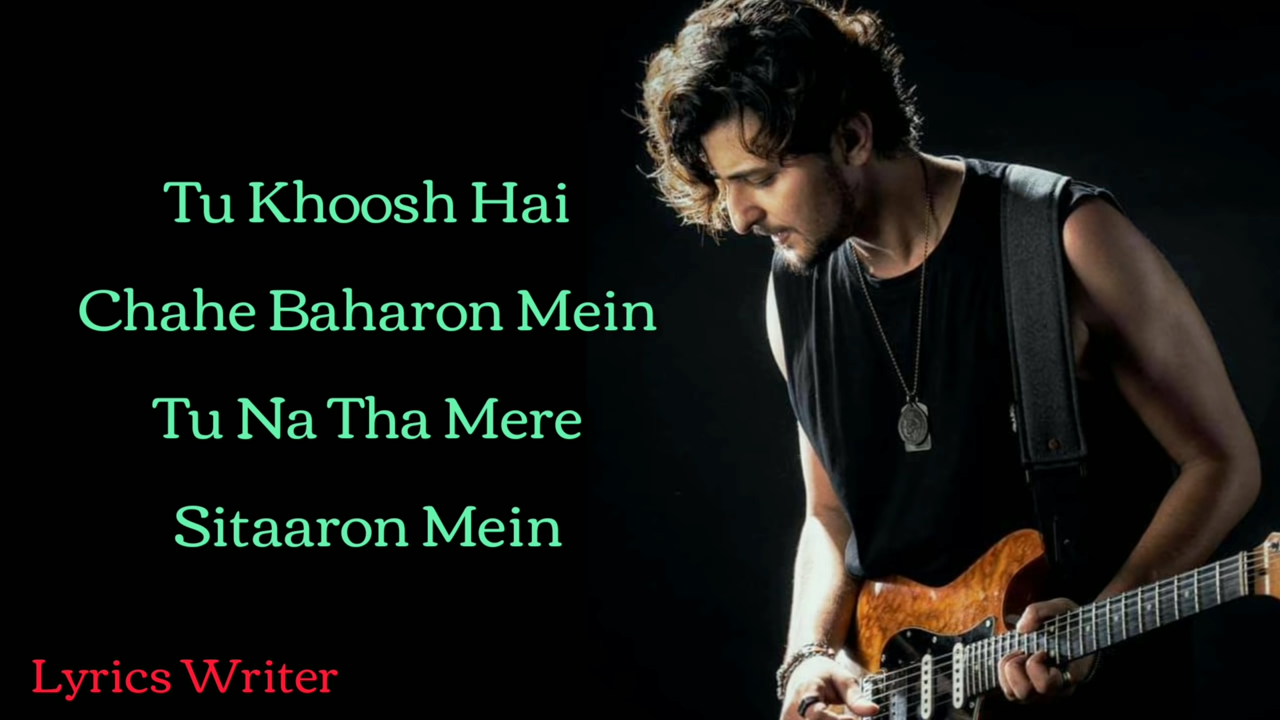 Tu Khoosh Hai
Chahe Baharon Mein
Tu Na Tha Mere
Sitaaron Mein
Lyrics Writer